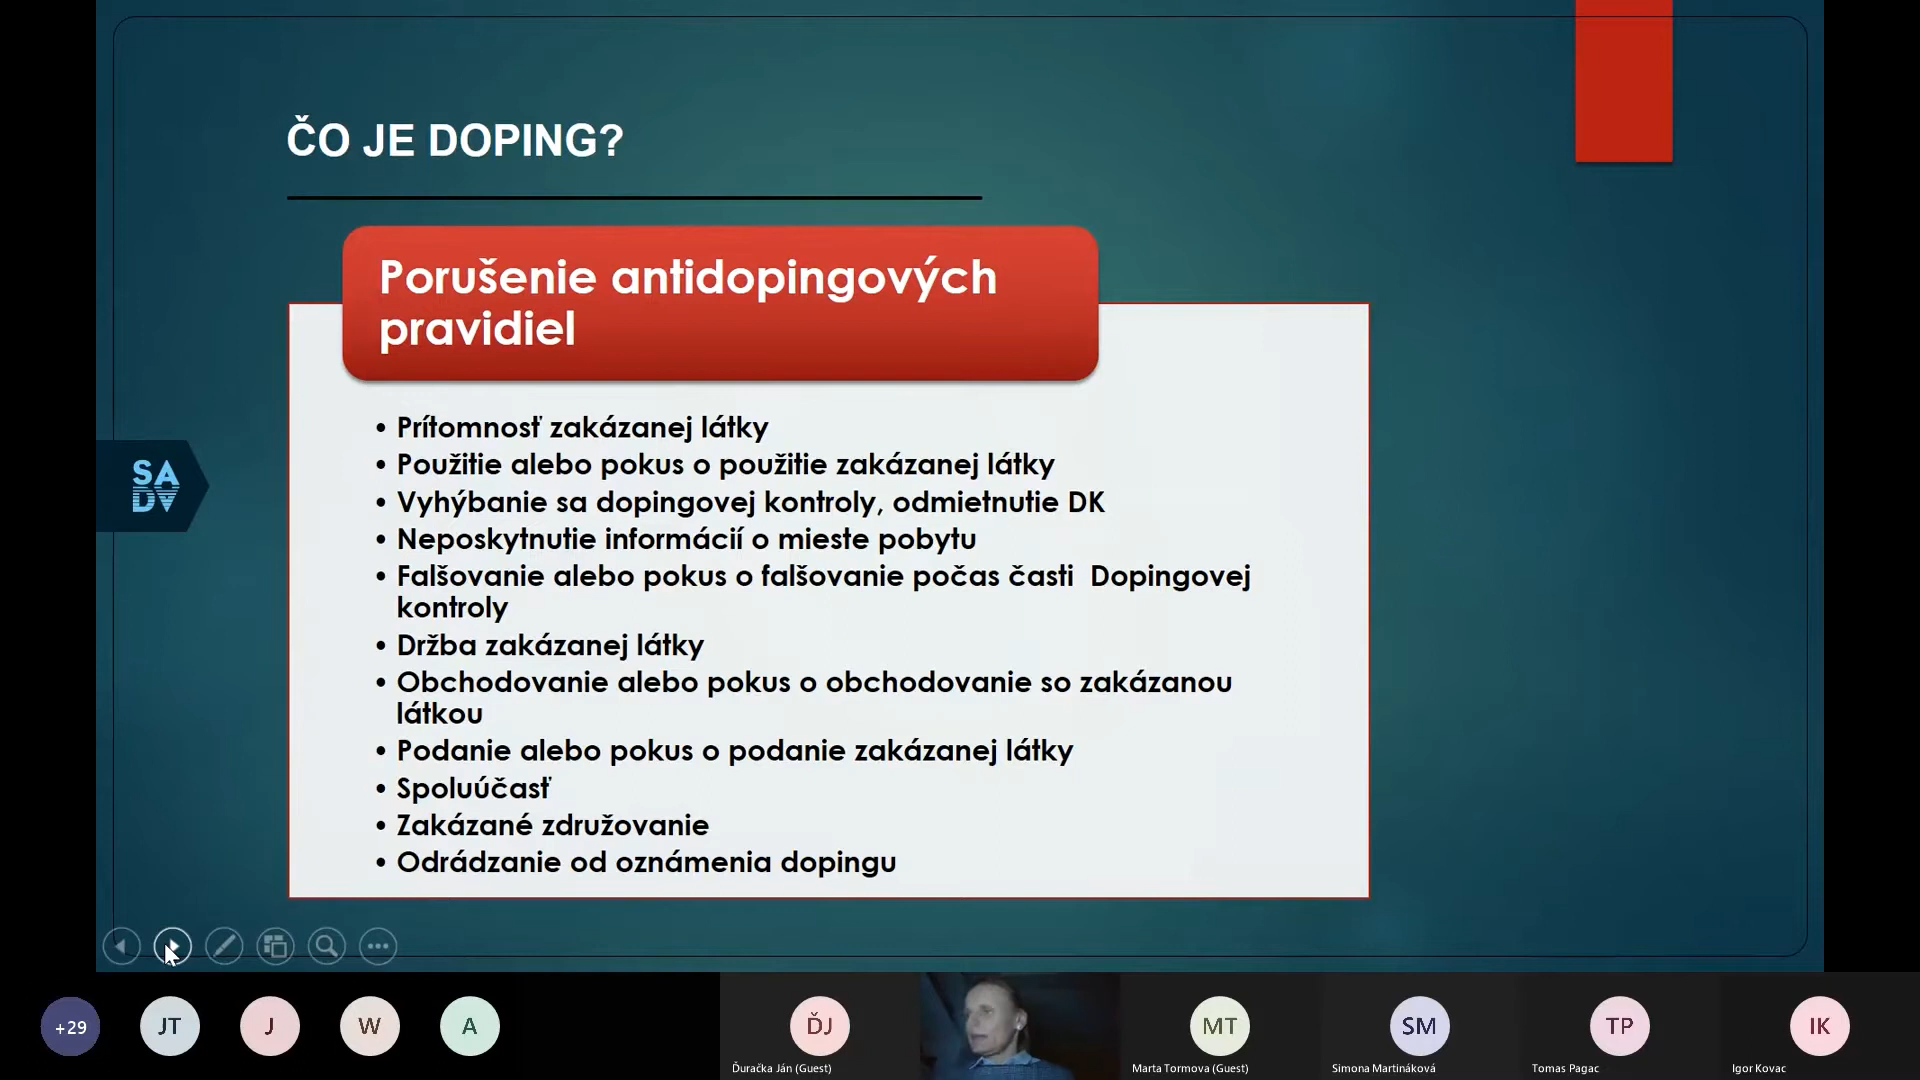 ČO JE DOPING?
Porušenie antidopingových
pravidiel
• Prítomnosť zakázanej látky
• Použitie alebo pokus o použitie zakázanej látky
• Vyhýbanie sa dopingovej kontroly, odmietnutie DK
• Neposkytnutie informácií o mieste pobytu
• Falšovanie alebo pokus o falšovanie počas časti  Dopingovej
kontroly
• Držba zakázanej látky
• Obchodovanie alebo pokus o obchodovanie so zakázanou
látkou
• Podanie alebo pokus o podanie zakázanej látky
• Spoluúčasť
• Zakázané združovanie
• Odrádzanie od oznámenia dopingu
SA
DA
+29
JT
J
W
A
ĎJ
MT
SM
TP
IK
Ďuračka Ján (Guest)
Marta Tormova (Guest)
Simona Martináková
Tomas Pagac
Igor Kovac